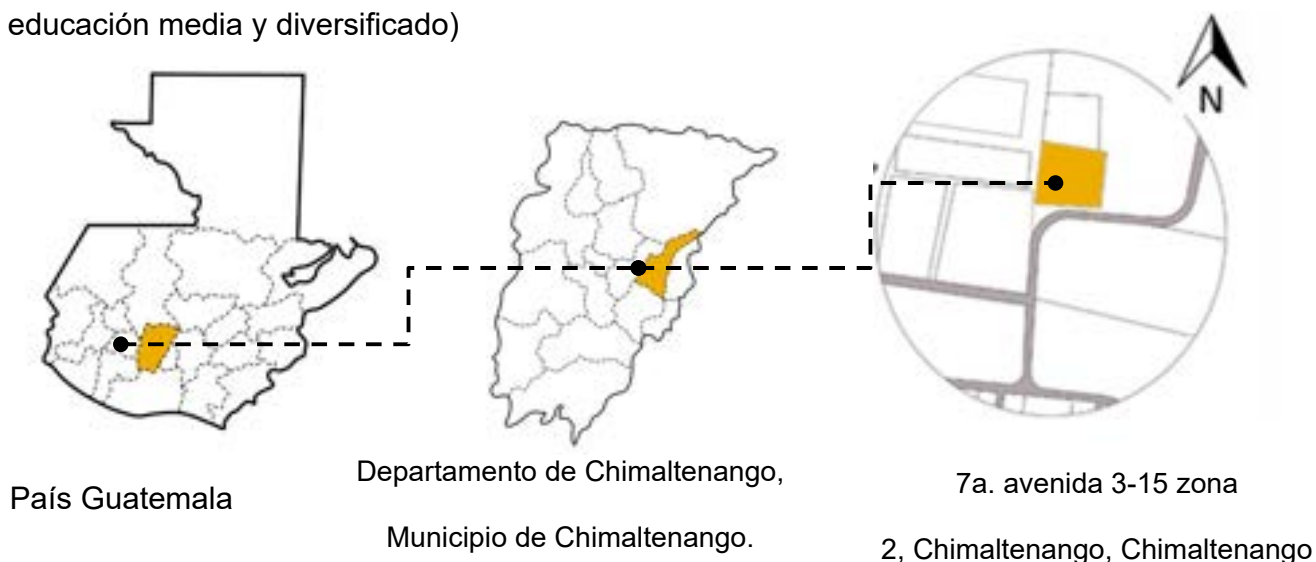 educación media y diversificado)
N
País Guatemala
Departamento de Chimaltenango,
Municipio de Chimaltenango.
7a. avenida 3-15 zona
2, Chimaltenango, Chimaltenango